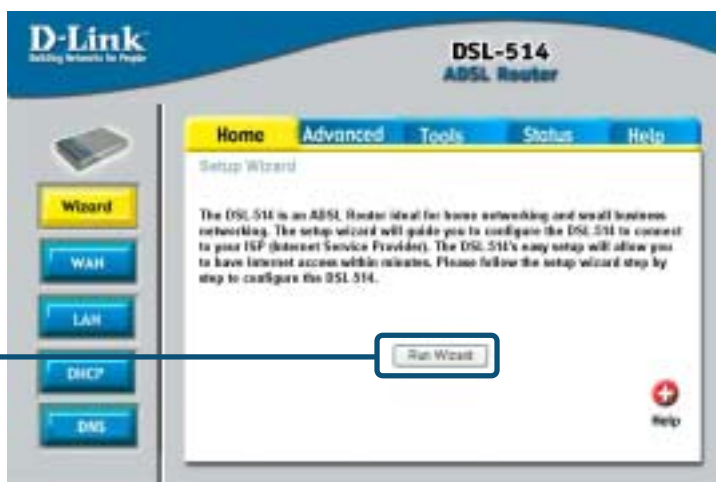 D-Link
Building Networks for People
DSL-514
ADSL Router
Home Advanced Tools Status Help
Setup Wizard
Wizard
WAN
LAN
DHCP
DNS
The DSL-514 is an ADSL Router ideal for home networking and small business
networking. The setup wizard will guide you to configure the DSL-514 to connect
to your ISP (Internet Service Provider). The DSL-514's easy setup will allow you
to have Internet access within minutes. Please follow the setup wizard step by
step to configure the DSL-514.
Run Wizard
Help